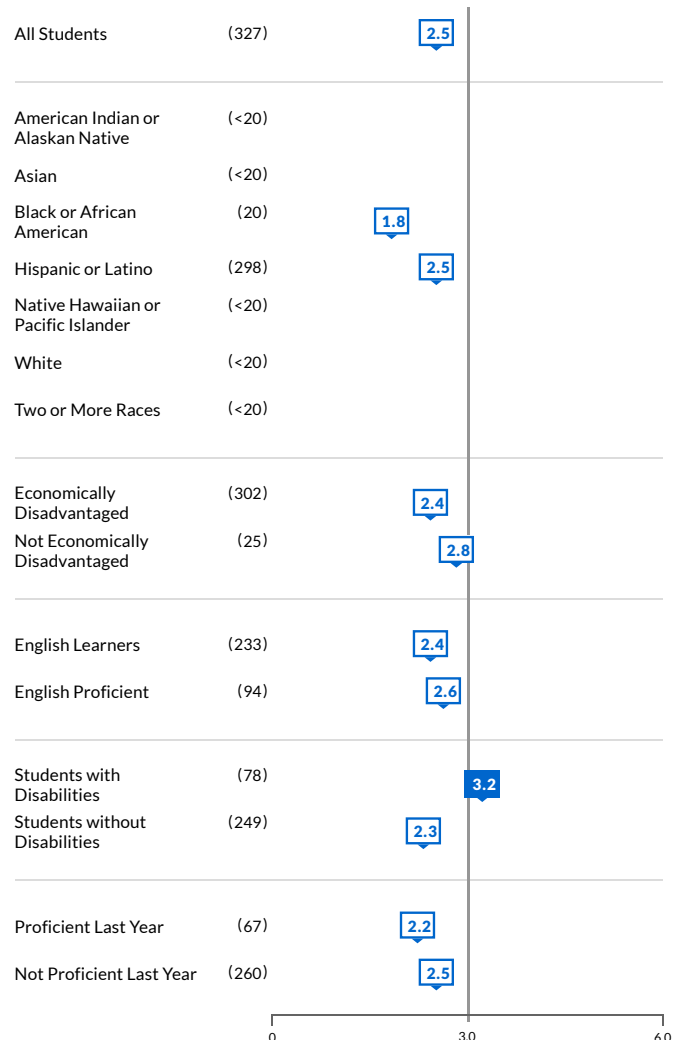 All Students (327) 2.5
American Indian or (<20)
Alaskan Native
Asian (<20)
Black or African (20) 1.8
American
Hispanic or Latino (298) 2.5
Native Hawaiian or (<20)
Pacific Islander
White (<20)
Two or More Races (<20)
Economically (302) 2.4
Disadvantaged
Not Economically (25) 2.8
Disadvantaged
English Learners (233) 2.4
English Proficient (94) 2.6
Students with (78) 3.2
Disabilities
Students without (249) 2.3
Disabilities
Proficient Last Year (67) 2.2
Not Proficient Last Year (260) 2.5
0 3.0 6.0